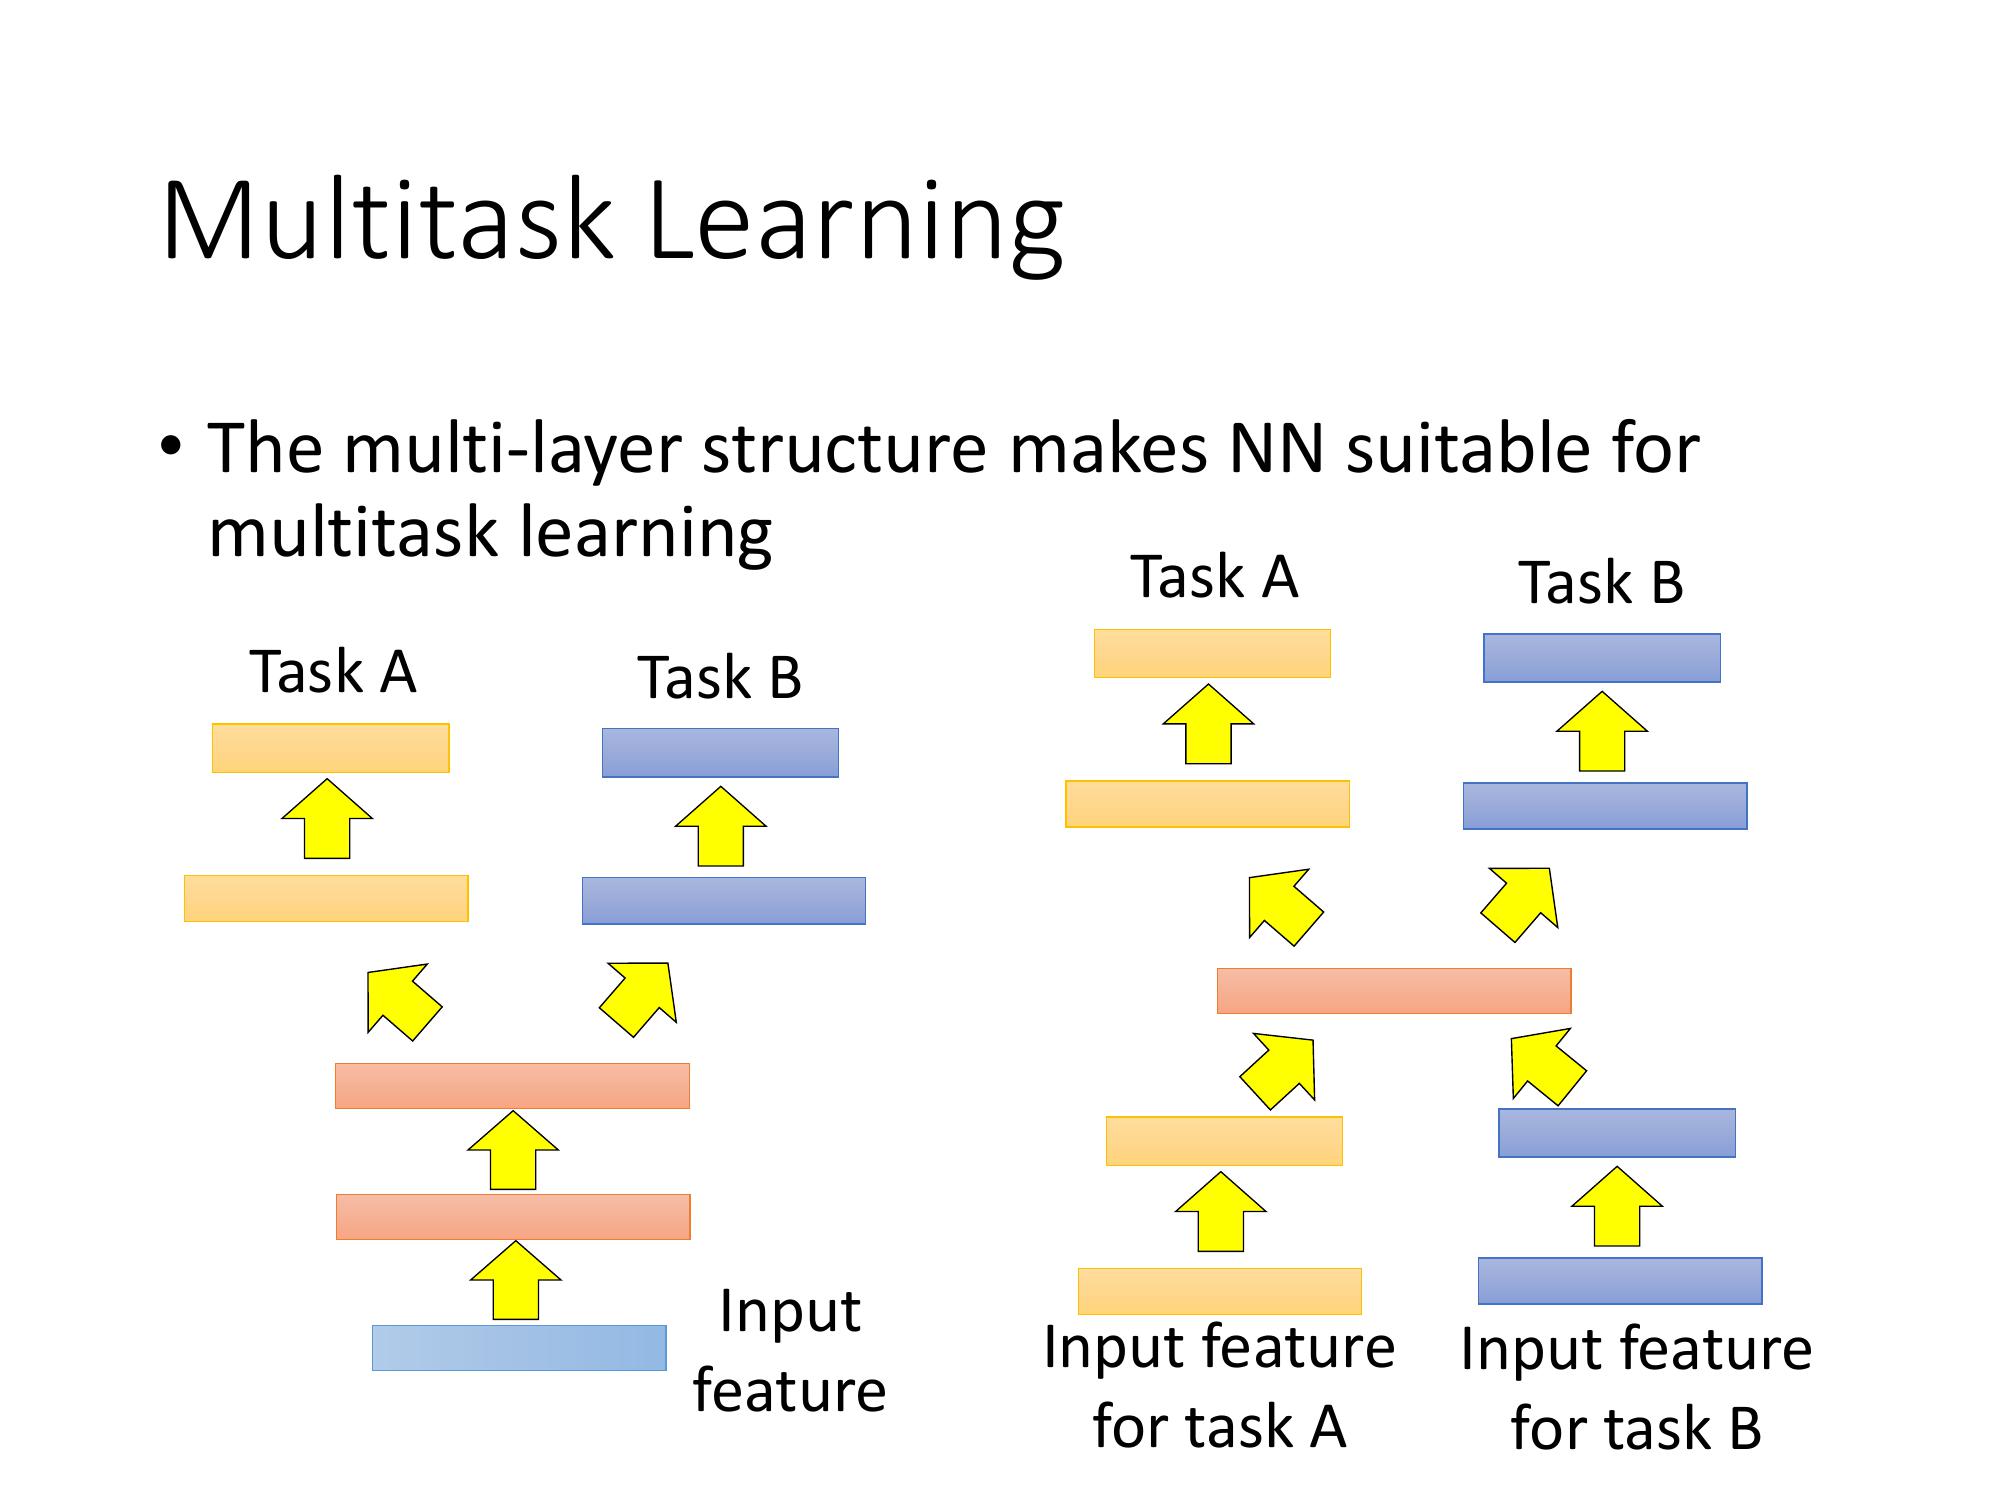 Multitask Learning
• The multi-layer structure makes NN suitable for
multitask learning
Task A
Task B
Input
feature
Task A
Task B
Input feature
for task A
Input feature
for task B